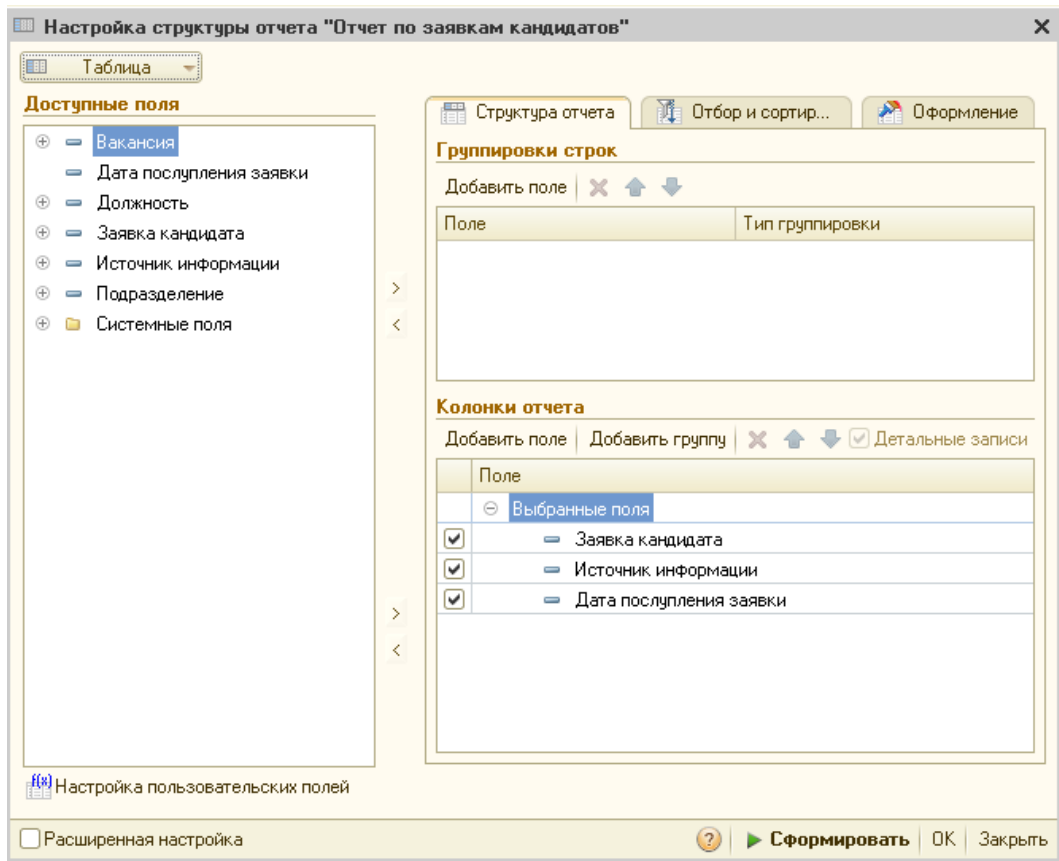 Настройка структуры отчета "Отчет по заявкам кандидатов"
Таблица
Доступные поля
Вакансия
Дата послупления заявки
Должность
Заявка кандидата
Источник информации
Подразделение
Системные поля
Настройка пользовательских полей
Структура отчета
Отбор и сортир...
Оформление
Группировки строк
Добавить поле
Поле Тип группировки
Колонки отчета
Добавить поле Добавить группу Детальные записи
Поле
Выбранные поля
Заявка кандидата
Источник информации
Дата послупления заявки
Расширенная настройка
? Сформировать ОК Закрыть